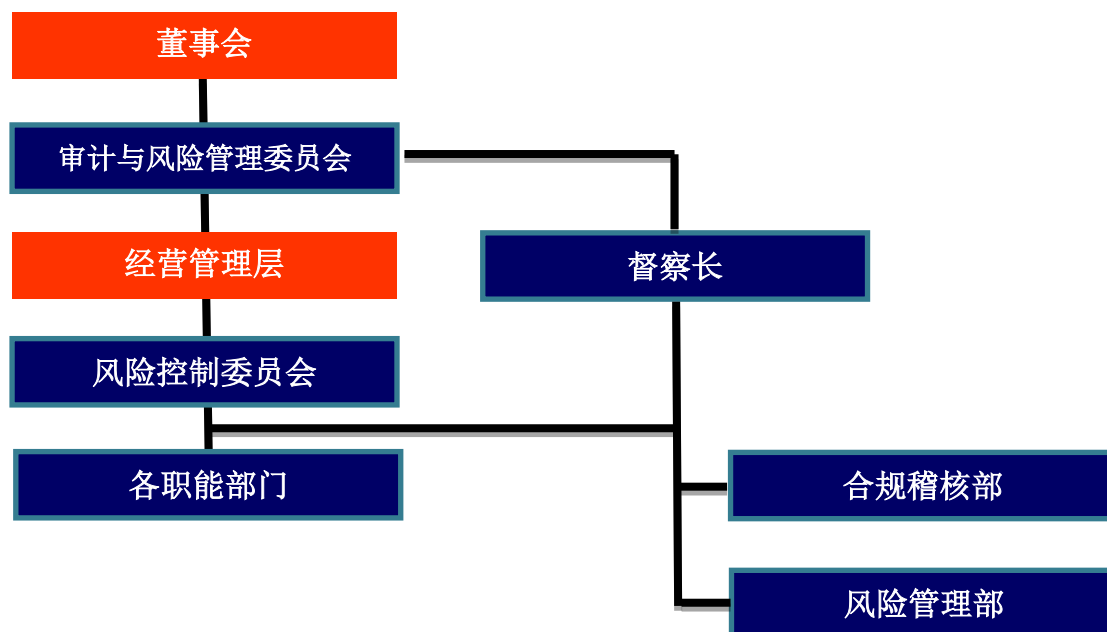 董事会
审计与风险管理委员会
经营管理层
督察长
风险控制委员会
各职能部门
合规稽核部
风险管理部